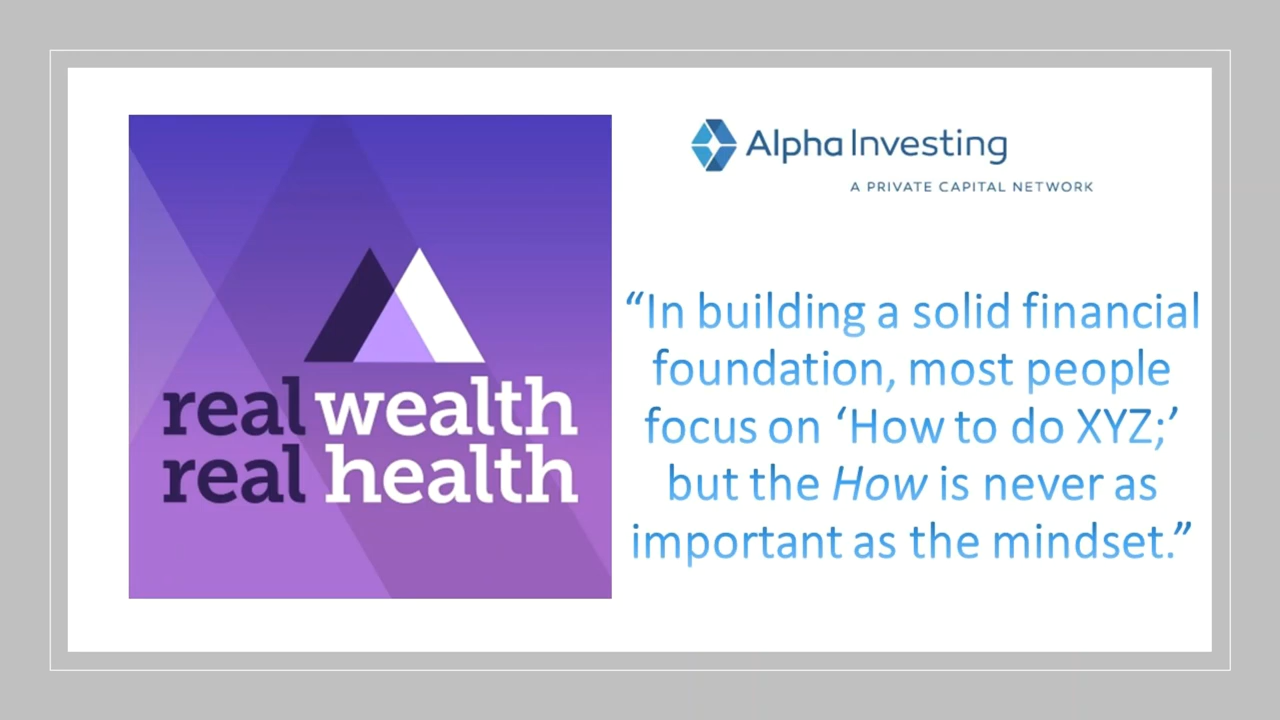 real wealth
real health
Alpha Investing
A PRIVATE CAPITAL NETWORK
“In building a solid financial
foundation, most people
focus on ‘How to do XYZ;’
but the How is never as
important as the mindset.”